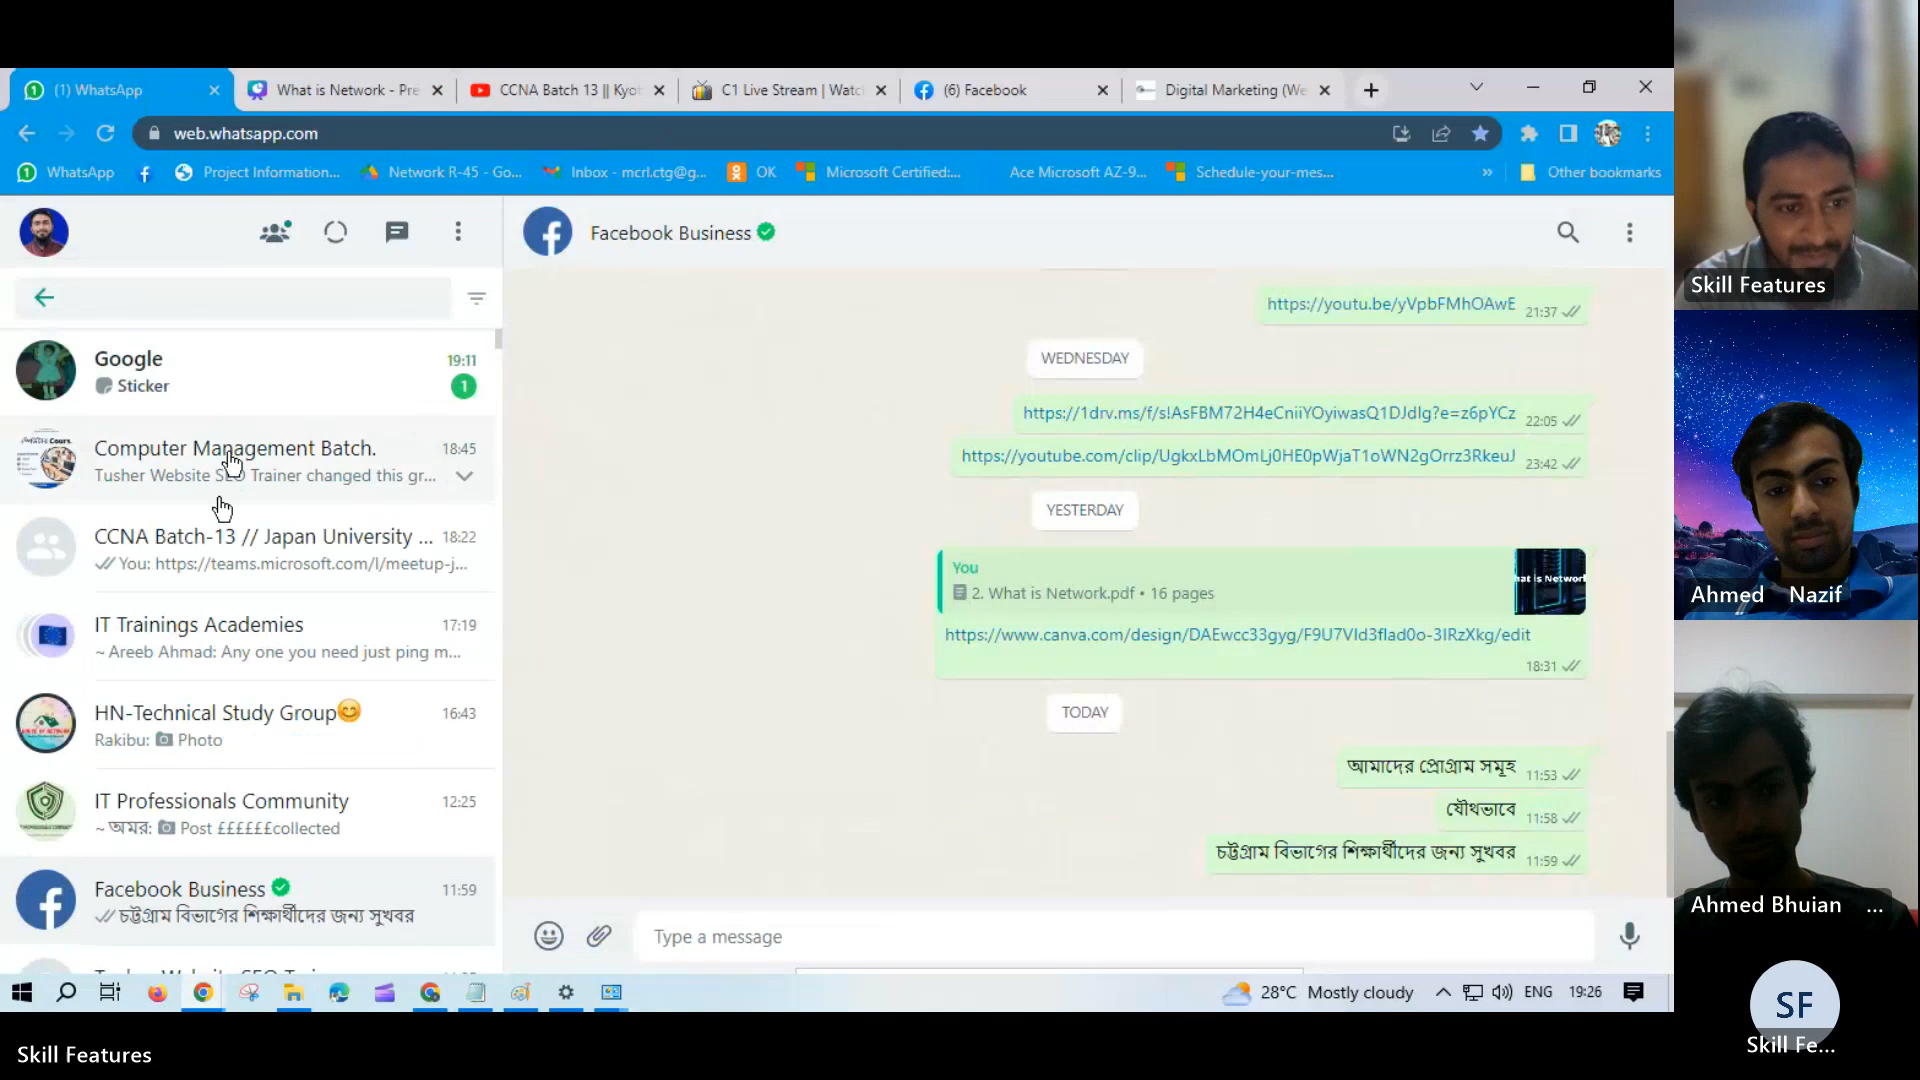 (1) WhatsApp
What is Network - Pre
CCNA Batch 13 || Kyot
C1 Live Stream | Watc
(6) Facebook
Digital Marketing (We
web.whatsapp.com
WhatsApp
Project Information...
Network R-45 - Go...
Inbox - mcrl.ctg@g...
OK
Microsoft Certified:...
Ace Microsoft AZ-9...
Schedule-your-mes...
»
Other bookmarks
Facebook Business
Google
19:11
Sticker
1
Computer Management Batch.
18:45
Tusher Website SEO Trainer changed this gr...
CCNA Batch-13 // Japan University ...
18:22
You: https://teams.microsoft.com/l/meetup-j...
IT Trainings Academies
17:19
~ Areeb Ahmad: Any one you need just ping m...
HN-Technical Study Group😊
16:43
Rakibu: Photo
IT Professionals Community
12:25
~ অমর: Post ££££££collected
Facebook Business
11:59
চট্টগ্রাম বিভাগের শিক্ষার্থীদের জন্য সুখবর
https://youtu.be/yVpbFMhOAwE
21:37
WEDNESDAY
https://1drv.ms/f/s!AsFBM72H4eCniiYOyiwasQ1DJdIg?e=z6pYCz
22:05
https://youtube.com/clip/UgkxLbMOmLj0HE0pWjaT1oWN2gOrrz3RkeuJ
23:42
YESTERDAY
You
2. What is Network.pdf • 16 pages
hat is Network
https://www.canva.com/design/DAEwcc33gyg/F9U7VId3flad0o-3IRzXkg/edit
18:31
TODAY
আমাদের প্রোগ্রাম সমূহ
11:53
যৌথভাবে
11:58
চট্টগ্রাম বিভাগের শিক্ষার্থীদের জন্য সুখবর
11:59
Type a message
28°C Mostly cloudy
ENG
19:26
Skill Features
Ahmed Nazif
Ahmed Bhuian ...
SF
Skill Fe...
Skill Features